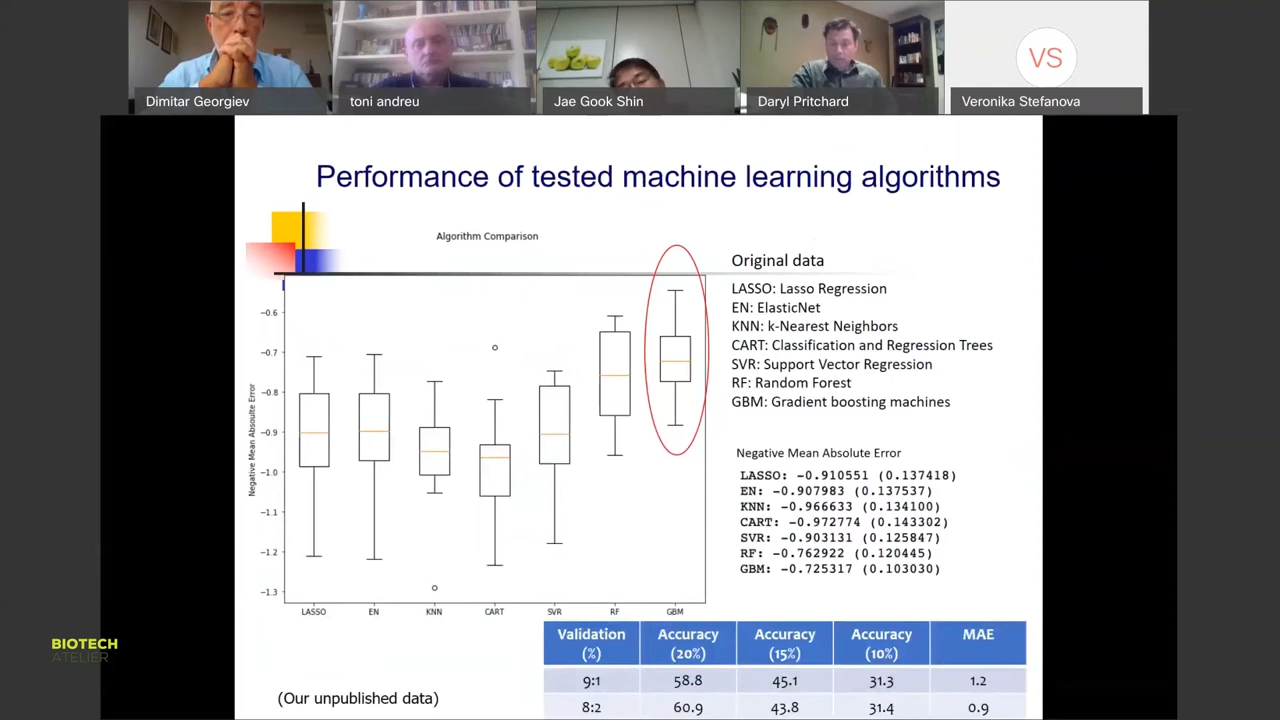 Dimitar Georgiev
toni andreu
Jae Gook Shin
Daryl Pritchard
VS
Veronika Stefanova
Performance of tested machine learning algorithms
Algorithm Comparison
Negative Mean Absoulte Error
−0.6
−0.7
−0.8
−0.9
−1.0
−1.1
−1.2
−1.3
LASSO EN KNN CART SVR RF GBM
Original data
LASSO: Lasso Regression
EN: ElasticNet
KNN: k-Nearest Neighbors
CART: Classification and Regression Trees
SVR: Support Vector Regression
RF: Random Forest
GBM: Gradient boosting machines
Negative Mean Absolute Error
LASSO: -0.910551 (0.137418)
EN: -0.907983 (0.137537)
KNN: -0.966633 (0.134100)
CART: -0.972774 (0.143302)
SVR: -0.903131 (0.125847)
RF: -0.762922 (0.120445)
GBM: -0.725317 (0.103030)
Validation (%) Accuracy (20%) Accuracy (15%) Accuracy (10%) MAE
9:1 58.8 45.1 31.3 1.2
8:2 60.9 43.8 31.4 0.9
(Our unpublished data)
BIOTECH
ATELIER